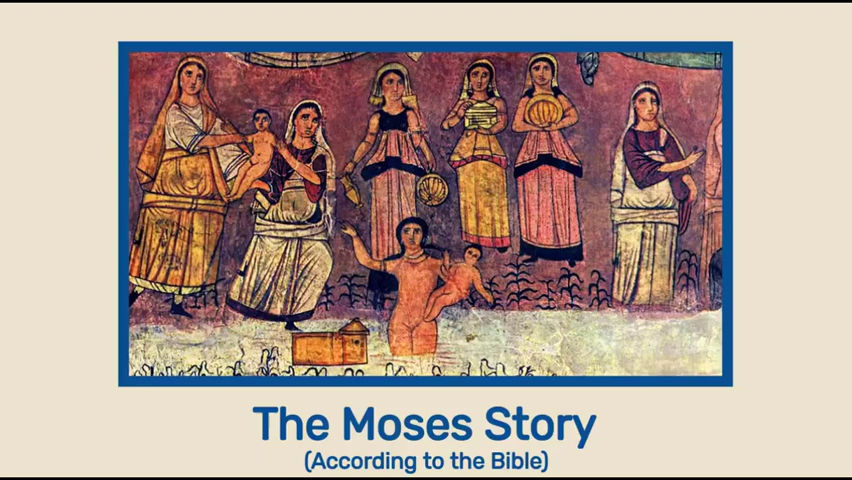 The Moses Story
(According to the Bible)